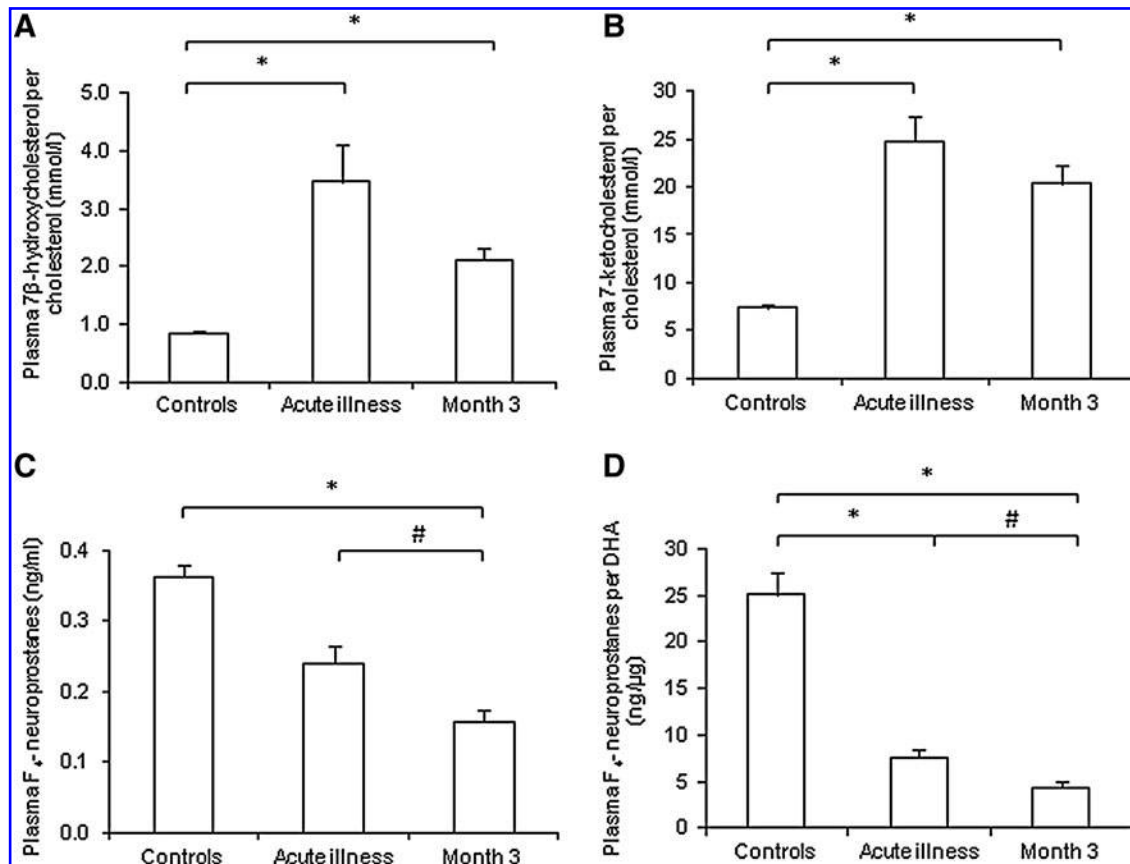 A
*
*
Plasma 7β-hydroxycholesterol per
cholesterol (mmol/l)
5.0
4.0
3.0
2.0
1.0
0.0
Controls
Acute illness
Month 3
B
*
*
Plasma 7-ketocholesterol per
cholesterol (mmol/l)
30
25
20
15
10
5
0
Controls
Acute illness
Month 3
C
*
#
Plasma F₄- neuroprostanes (ng/ml)
0.4
0.3
0.2
0.1
0.0
Controls
Acute illness
Month 3
D
*
*
#
Plasma F₄- neuroprostanes per DHA
(ng/µg)
30
25
20
15
10
5
0
Controls
Acute illness
Month 3